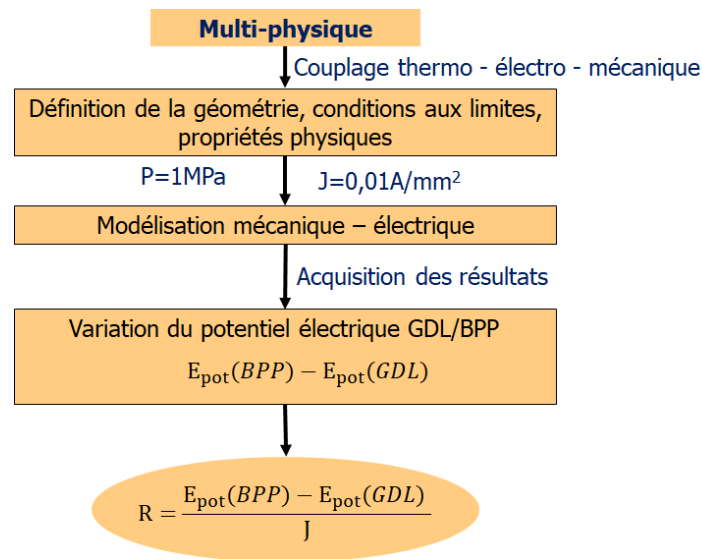 Multi-physique
Couplage thermo - électro - mécanique
Définition de la géométrie, conditions aux limites,
propriétés physiques
P=1MPa
J=0,01A/mm²
Modélisation mécanique – électrique
Acquisition des résultats
Variation du potentiel électrique GDL/BPP
E_pot(BPP) − E_pot(GDL)
R = (E_pot(BPP) − E_pot(GDL)) / J